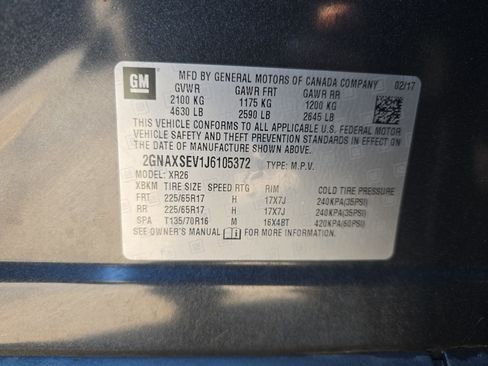 GM
MFD BY GENERAL MOTORS OF CANADA COMPANY 02/17
GVWR GAWR FRT GAWR RR
2100 KG 1175 KG 1200 KG
4630 LB 2590 LB 2645 LB
THIS VEHICLE CONFORMS TO ALL APPLICABLE U.S. FEDERAL MOTOR
VEHICLE SAFETY AND THEFT PREVENTION STANDARDS IN EFFECT ON
THE DATE OF MANUFACTURE SHOWN ABOVE.
2GNAXSEV1J6105372 TYPE: M.P.V.
MODEL: XR26
XBKM TIRE SIZE SPEED RTG RIM COLD TIRE PRESSURE
FRT 225/65R17 H 17X7J 240KPA(35PSI)
RR 225/65R17 H 17X7J 240KPA(35PSI)
SPA T135/70R16 M 16X4BT 420KPA(60PSI)
SEE OWNER'S MANUAL FOR MORE INFORMATION.